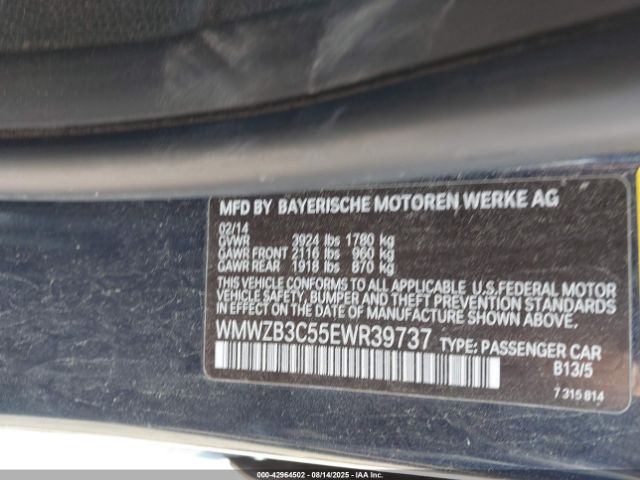 MFD BY BAYERISCHE MOTOREN WERKE AG
02/14
GVWR 3924 lbs 1780 kg
GAWR FRONT 2116 lbs 960 kg
GAWR REAR 1918 lbs 870 kg
THIS VEHICLE CONFORMS TO ALL APPLICABLE U.S. FEDERAL MOTOR
VEHICLE SAFETY, BUMPER, AND THEFT PREVENTION STANDARDS IN
EFFECT ON THE DATE OF MANUFACTURE SHOWN ABOVE.
WMWZB3C55EWR39737 TYPE: PASSENGER CAR
B13/5
7 315 814
000-42964502 - 08/14/2025 - IAA Inc.